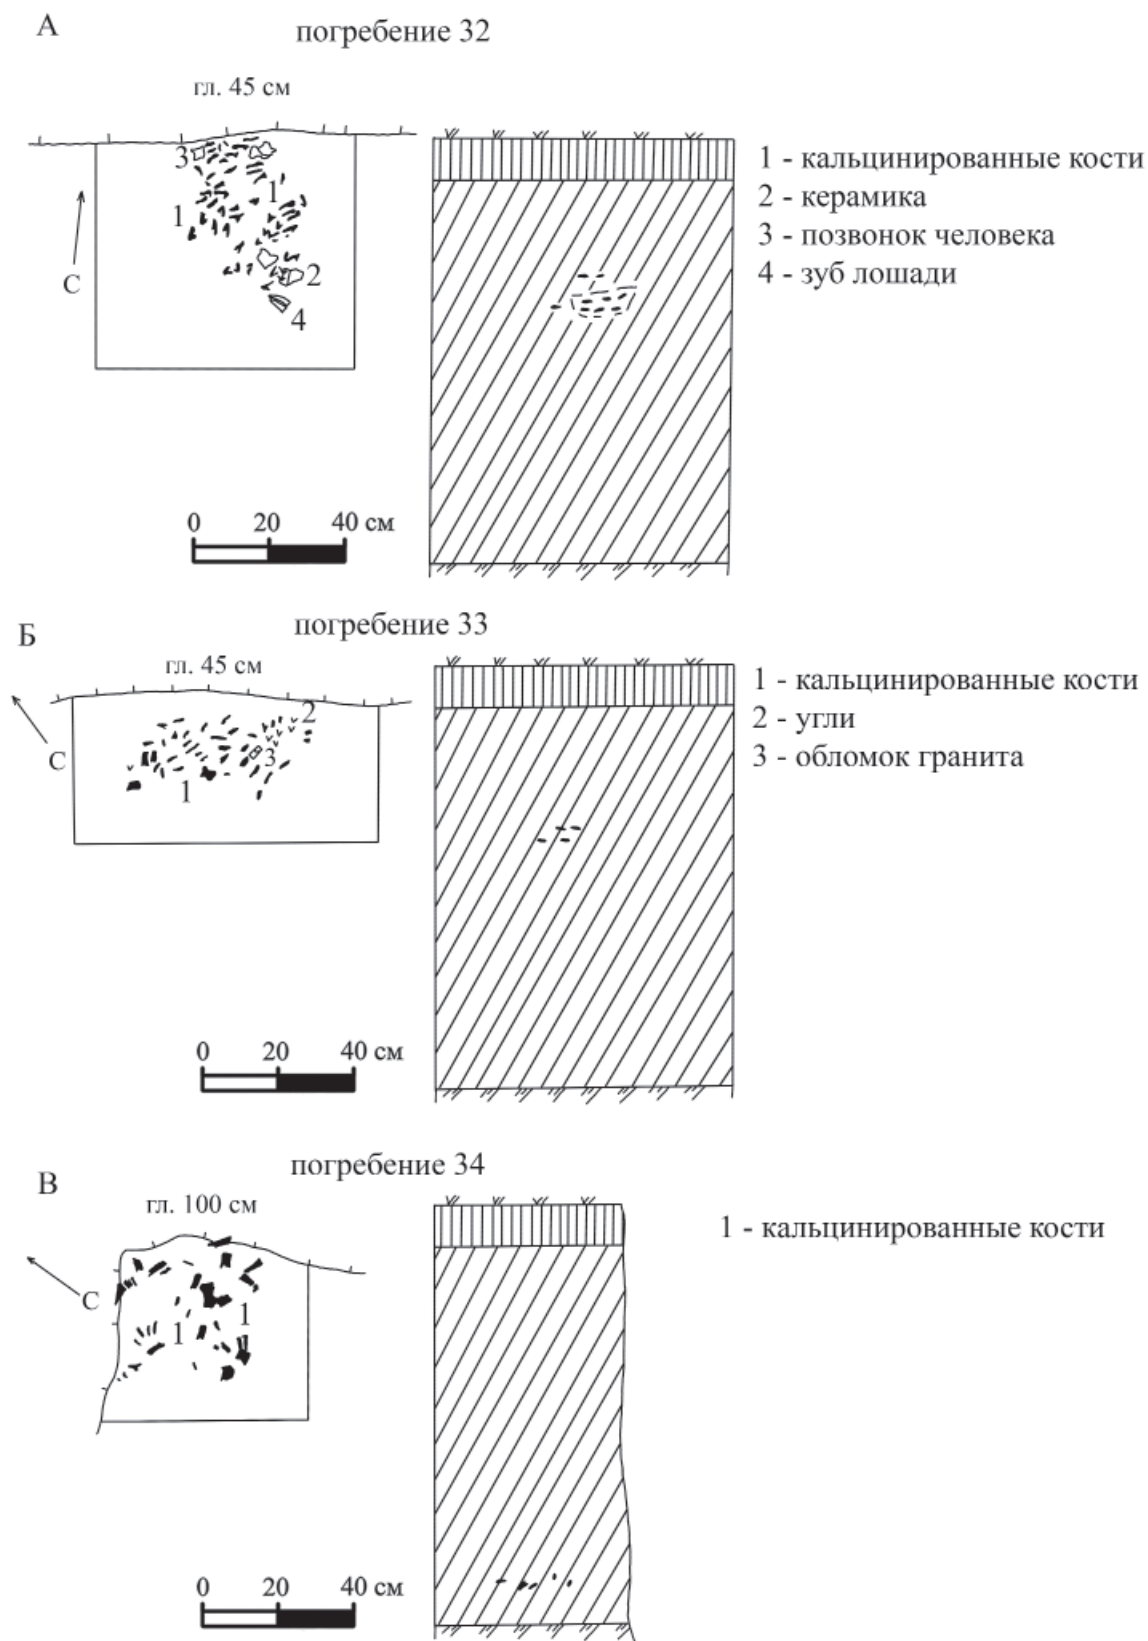 А
погребение 32
гл. 45 см
3
1
1
2
4
С
1 - кальцинированные кости
2 - керамика
3 - позвонок человека
4 - зуб лошади
0 20 40 см
Б
погребение 33
гл. 45 см
2
3
1
С
1 - кальцинированные кости
2 - угли
3 - обломок гранита
0 20 40 см
В
погребение 34
гл. 100 см
С
1
1
1 - кальцинированные кости
0 20 40 см